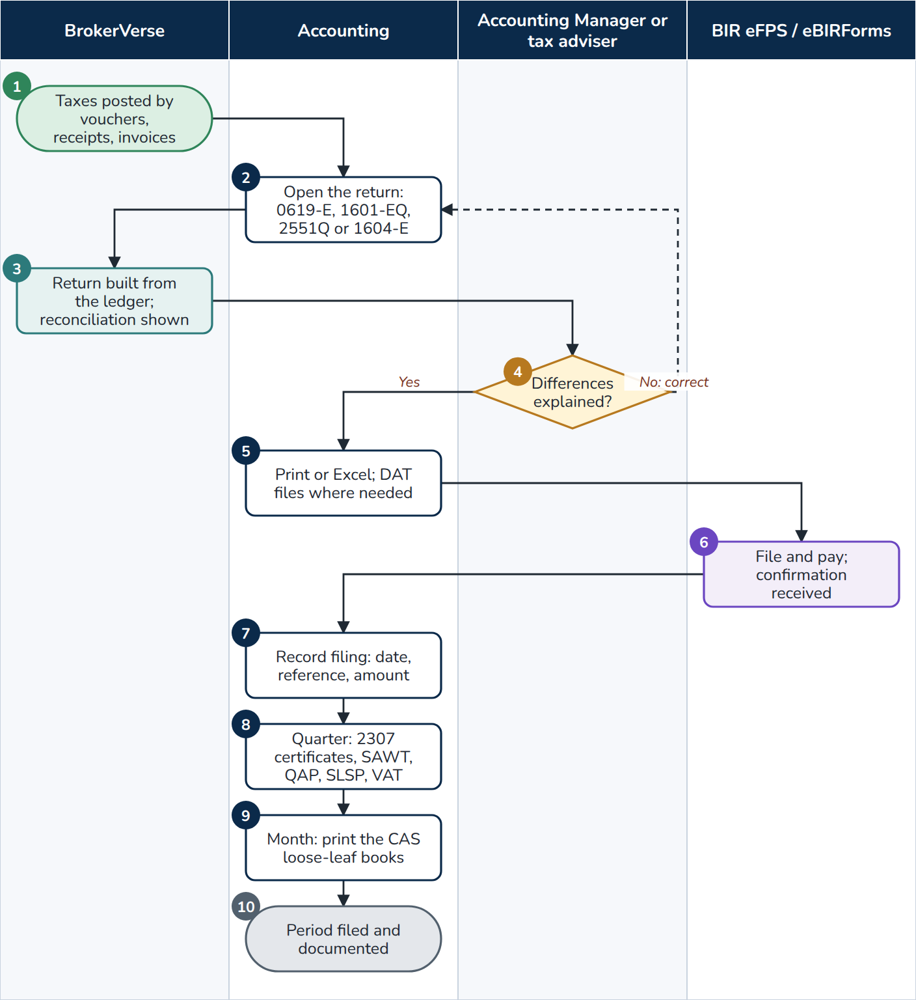 BrokerVerse
Accounting
Accounting Manager or
tax adviser
BIR eFPS / eBIRForms
1
Taxes posted by
vouchers,
receipts, invoices
2
Open the return:
0619-E, 1601-EQ,
2551Q or 1604-E
3
Return built from
the ledger;
reconciliation shown
4
Differences
explained?
Yes
No: correct
5
Print or Excel; DAT
files where needed
6
File and pay;
confirmation
received
7
Record filing: date,
reference, amount
8
Quarter: 2307
certificates, SAWT,
QAP, SLSP, VAT
9
Month: print the CAS
loose-leaf books
10
Period filed and
documented